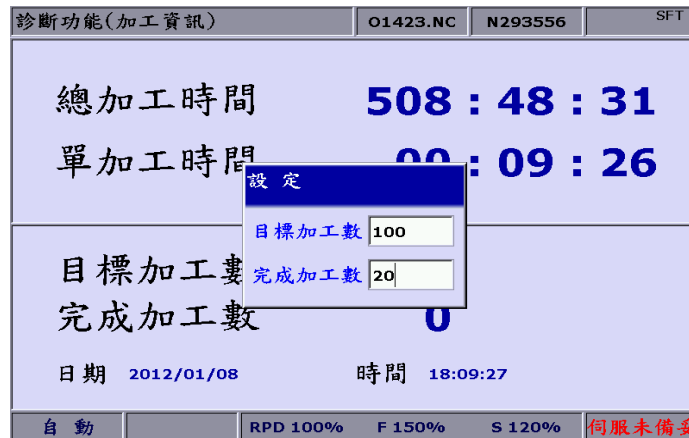 診斷功能(加工資訊) O1423.NC N293556 SFT
總加工時間 508 : 48 : 31
單加工時間 00 : 09 : 26
設 定
目標加工數 100
完成加工數 20
目標加工數
完成加工數 0
日期 2012/01/08 時間 18:09:27
自 動 RPD 100% F 150% S 120% 伺服未備妥